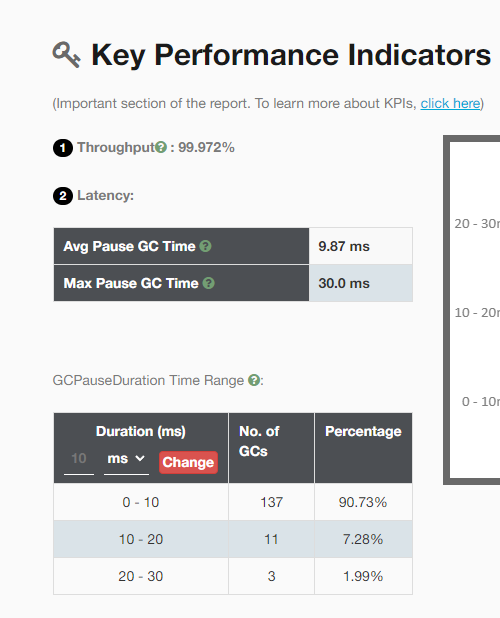 Key Performance Indicators
(Important section of the report. To learn more about KPIs, click here)
1 Throughput? : 99.972%
2 Latency:
Avg Pause GC Time ? 9.87 ms
Max Pause GC Time ? 30.0 ms
GCPauseDuration Time Range ?:
Duration (ms) No. of GCs Percentage
10 ms Change
0 - 10 137 90.73%
10 - 20 11 7.28%
20 - 30 3 1.99%
20 - 30
10 - 20
0 - 10